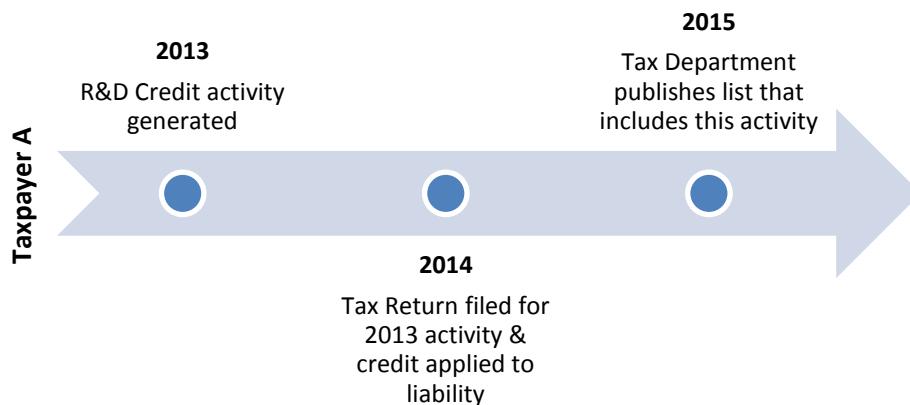 Taxpayer A
2013
R&D Credit activity
generated
2014
Tax Return filed for
2013 activity &
credit applied to
liability
2015
Tax Department
publishes list that
includes this activity